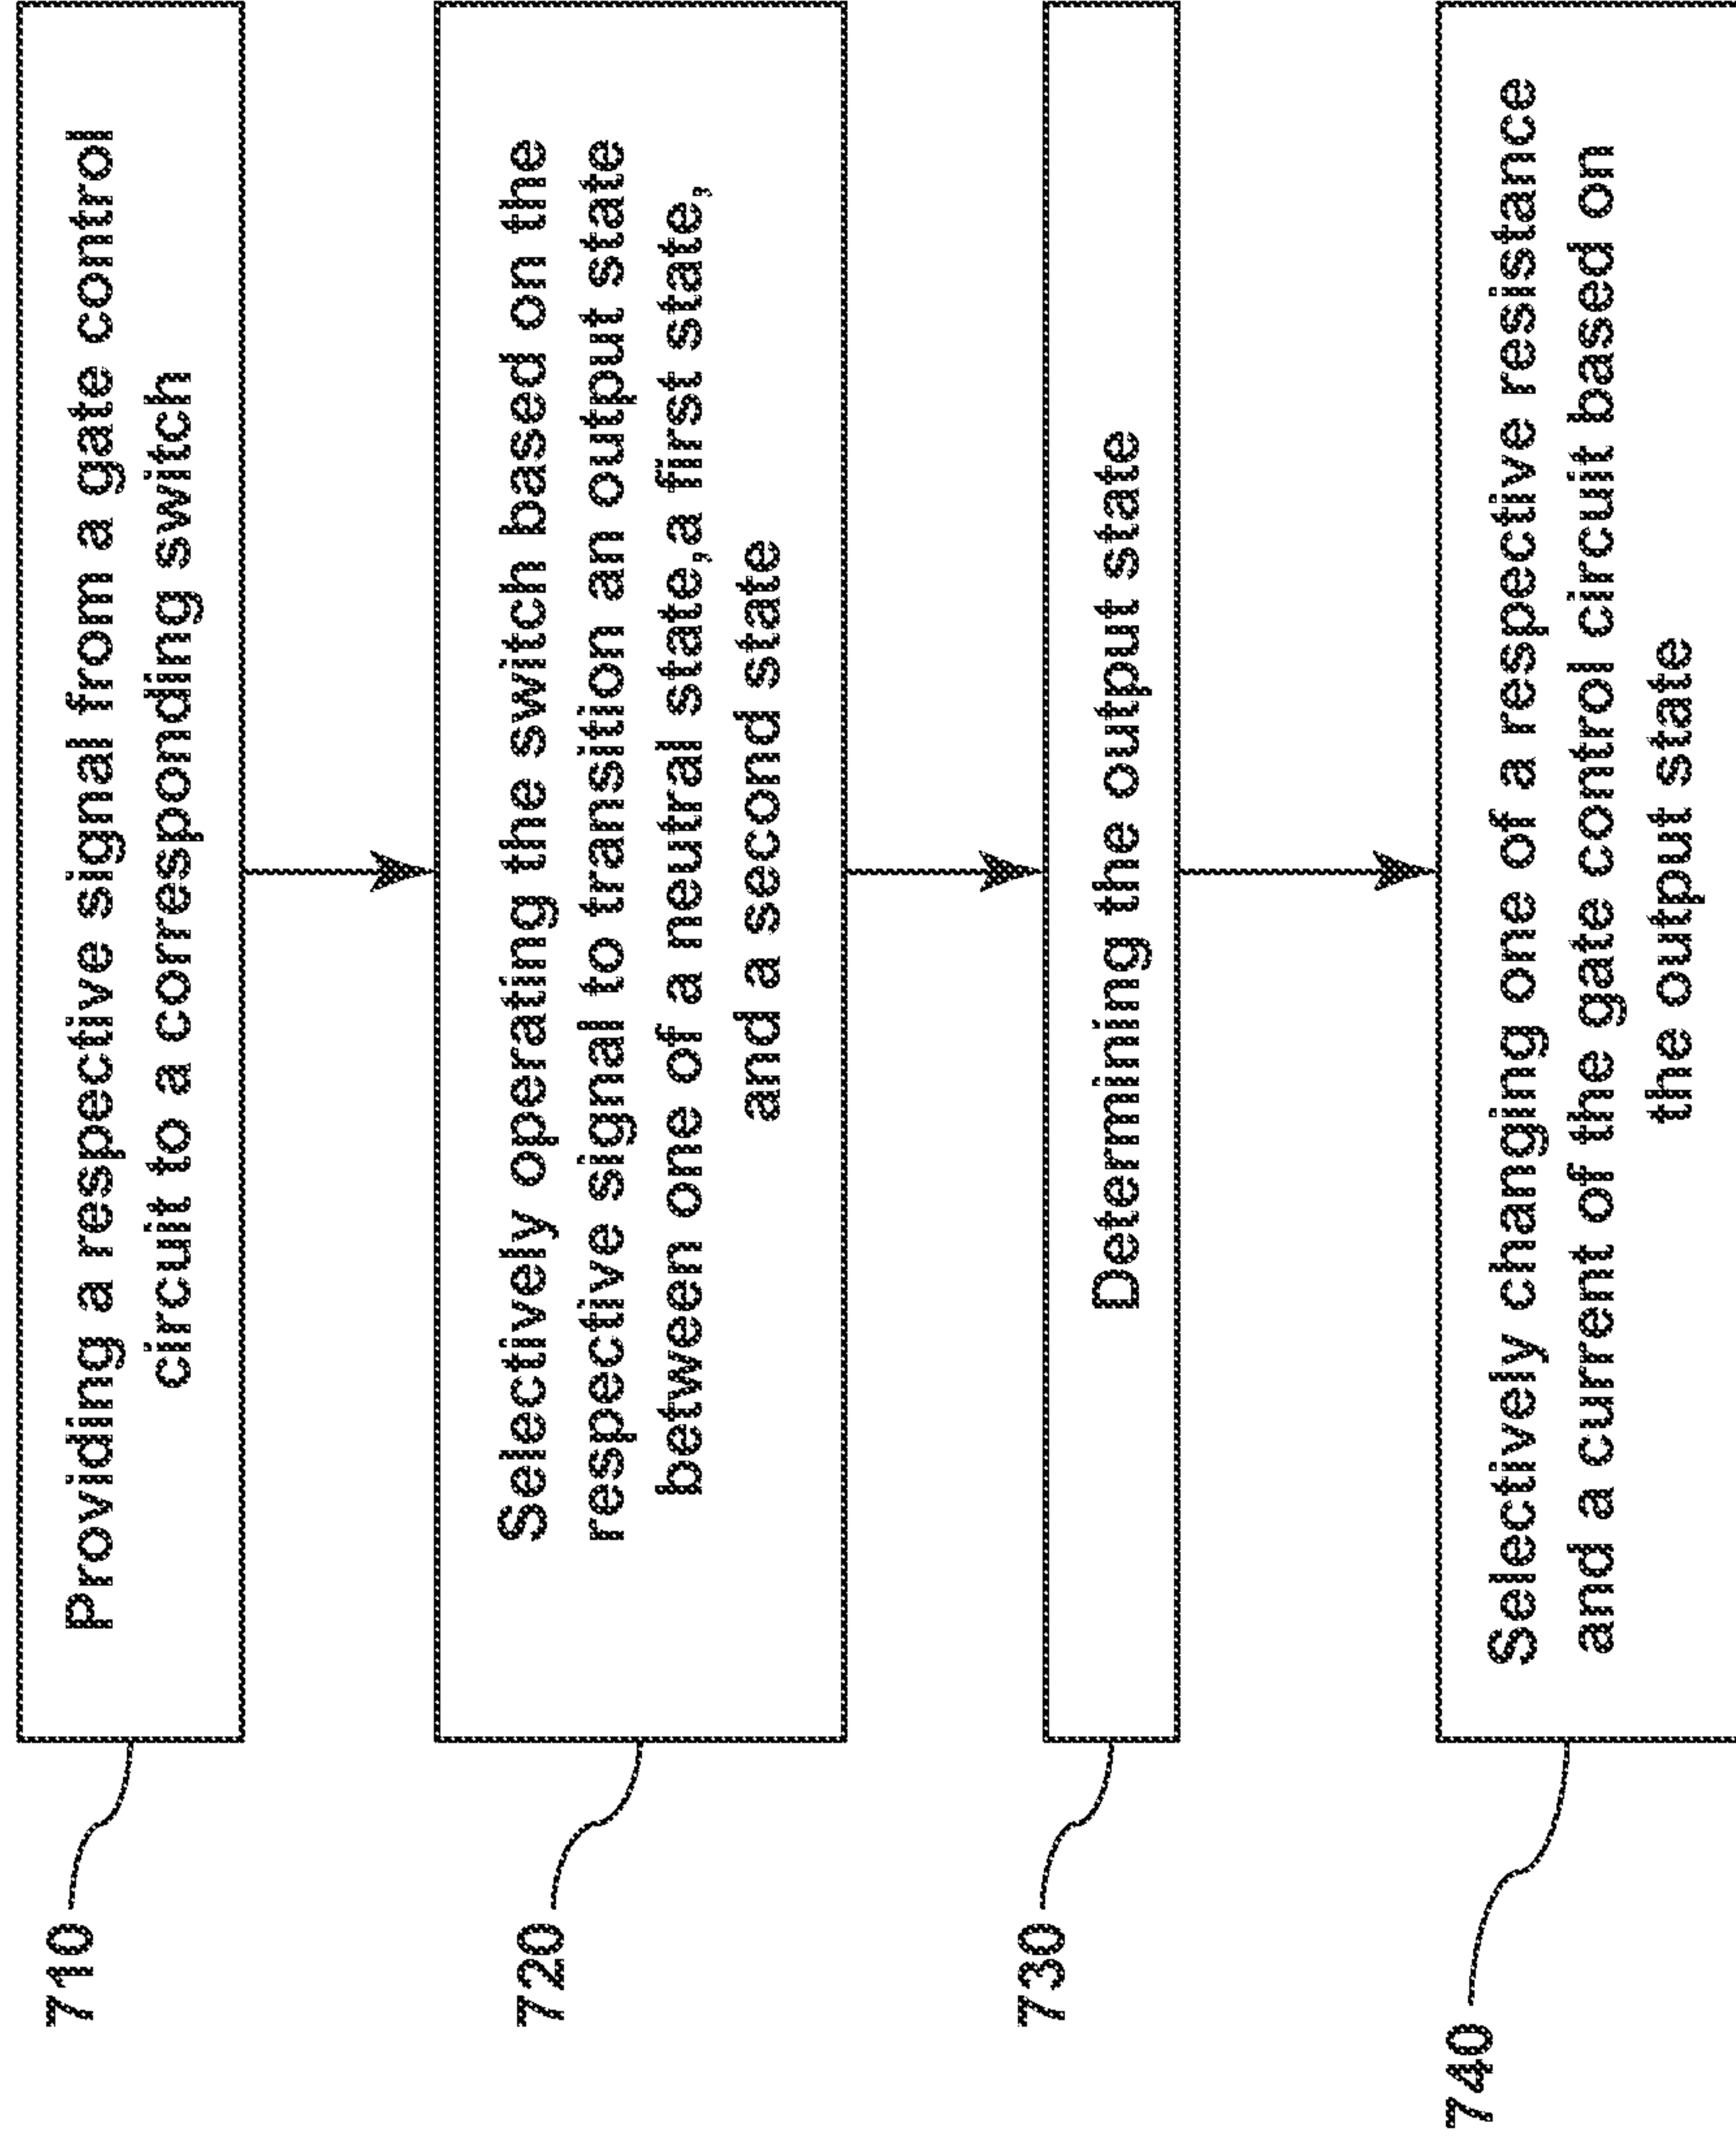 710
Providing a respective signal from a gate control
circuit to a corresponding switch
720
Selectively operating the switch based on the
respective signal to transition an output state
between one of a neutral state,a first state,
and a second state
730
Determining the output state
740
Selectively changing one of a respective resistance
and a current of the gate control circuit based on
the output state